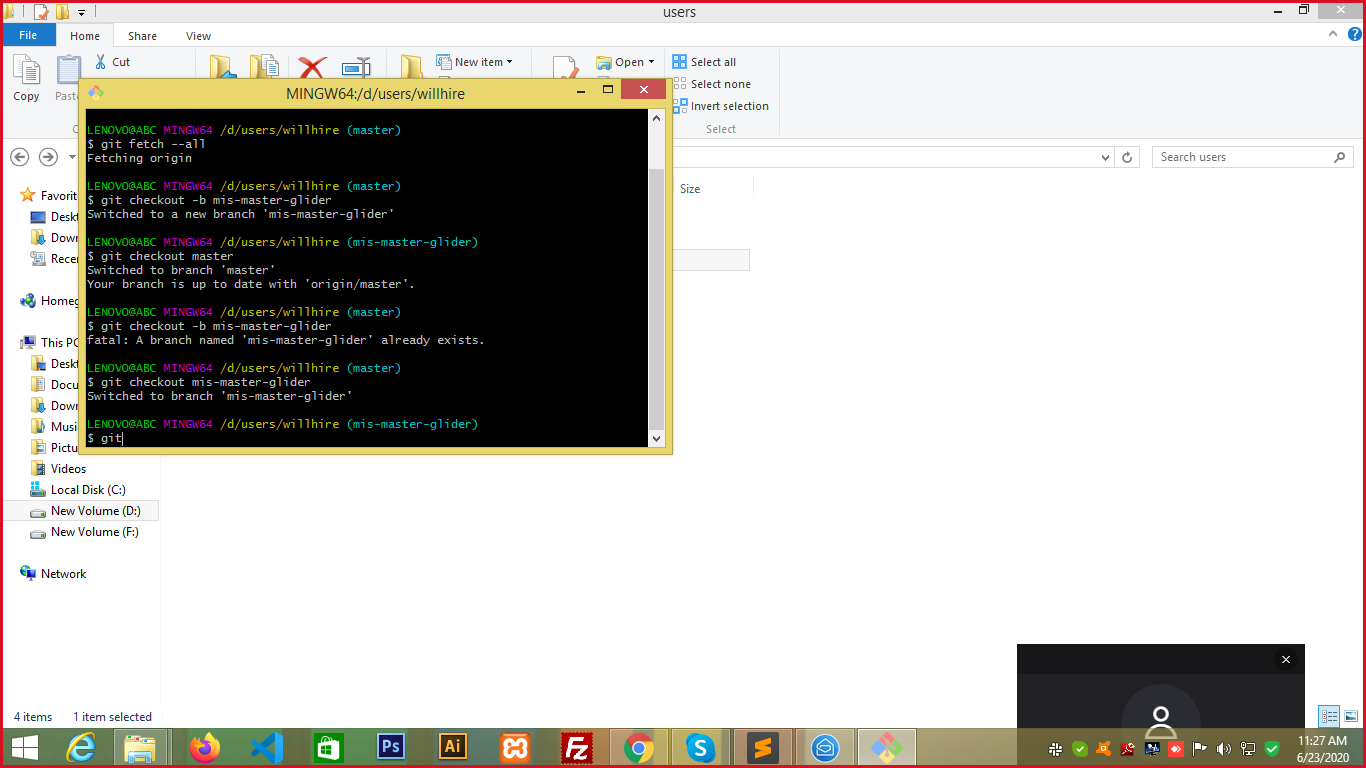 users
File
Home
Share
View
Copy
Paste
Cut
New item
Open
Select all
Select none
Invert selection
Select
MINGW64:/d/users/willhire
LENOVO@ABC MINGW64 /d/users/willhire (master)
$ git fetch --all
Fetching origin
LENOVO@ABC MINGW64 /d/users/willhire (master)
$ git checkout -b mis-master-glider
Switched to a new branch 'mis-master-glider'
LENOVO@ABC MINGW64 /d/users/willhire (mis-master-glider)
$ git checkout master
Switched to branch 'master'
Your branch is up to date with 'origin/master'.
LENOVO@ABC MINGW64 /d/users/willhire (master)
$ git checkout -b mis-master-glider
fatal: A branch named 'mis-master-glider' already exists.
LENOVO@ABC MINGW64 /d/users/willhire (master)
$ git checkout mis-master-glider
Switched to branch 'mis-master-glider'
LENOVO@ABC MINGW64 /d/users/willhire (mis-master-glider)
$ git
Search users
Size
Favorit
Deskt
Down
Recen
Homeg
This PC
Deskt
Docu
Down
Music
Pictu
Videos
Local Disk (C:)
New Volume (D:)
New Volume (F:)
Network
4 items
1 item selected
Ps
Ai
Fz
S
11:27 AM
6/23/2020